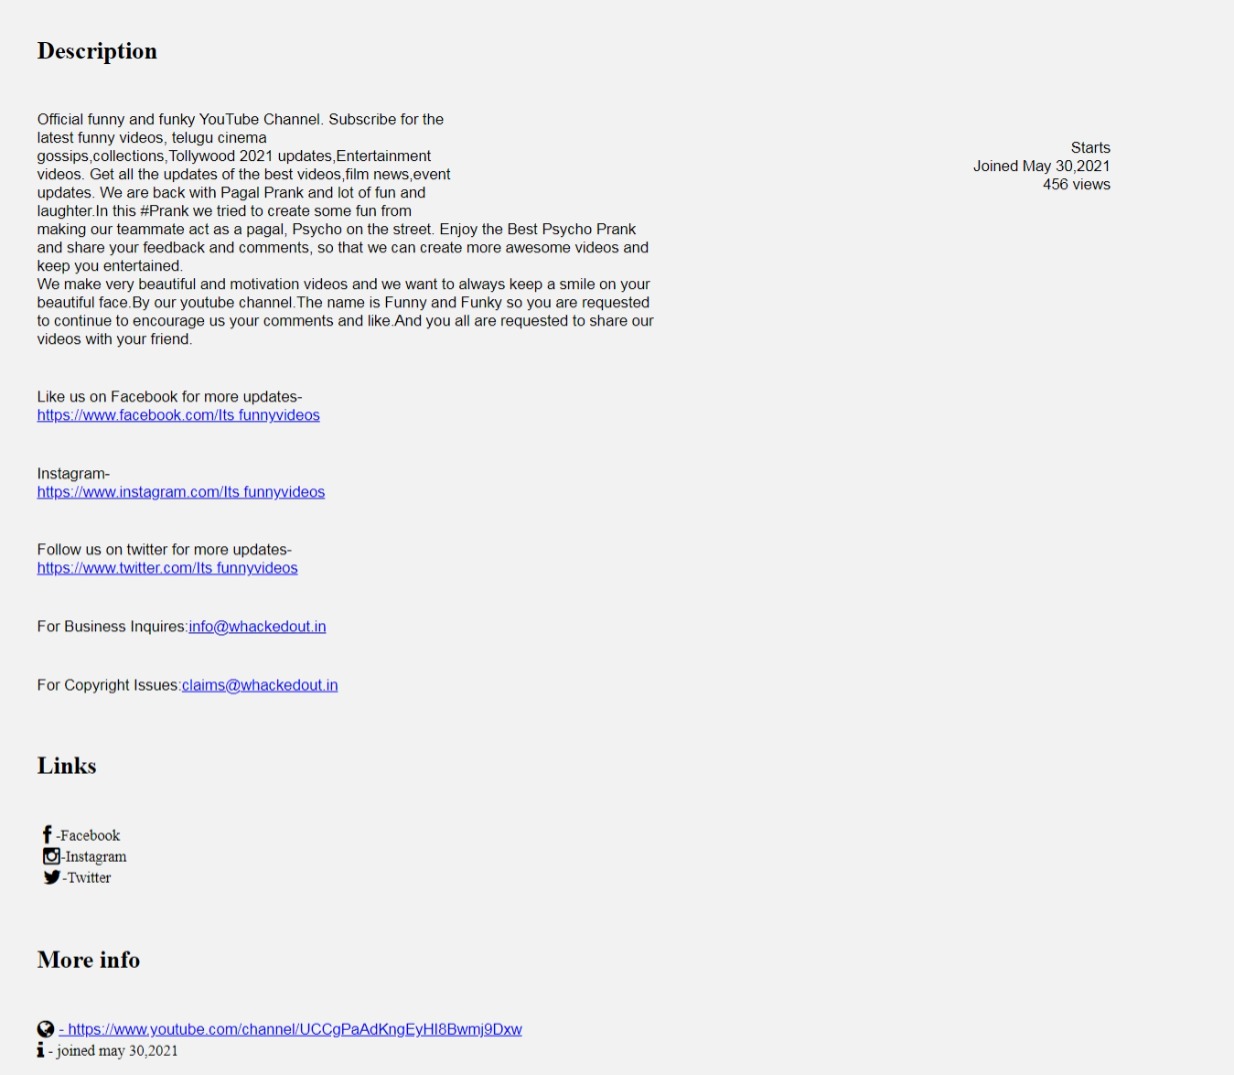 Description
Official funny and funky YouTube Channel. Subscribe for the
latest funny videos, telugu cinema
gossips,collections,Tollywood 2021 updates,Entertainment
videos. Get all the updates of the best videos,film news,event
updates. We are back with Pagal Prank and lot of fun and
laughter.In this #Prank we tried to create some fun from
making our teammate act as a pagal, Psycho on the street. Enjoy the Best Psycho Prank
and share your feedback and comments, so that we can create more awesome videos and
keep you entertained.
We make very beautiful and motivation videos and we want to always keep a smile on your
beautiful face.By our youtube channel.The name is Funny and Funky so you are requested
to continue to encourage us your comments and like.And you all are requested to share our
videos with your friend.
Starts
Joined May 30,2021
456 views
Like us on Facebook for more updates-
https://www.facebook.com/Its funnyvideos
Instagram-
https://www.instagram.com/Its funnyvideos
Follow us on twitter for more updates-
https://www.twitter.com/Its funnyvideos
For Business Inquires:info@whackedout.in
For Copyright Issues:claims@whackedout.in
Links
-Facebook
-Instagram
-Twitter
More info
- https://www.youtube.com/channel/UCCgPaAdKngEyHI8Bwmj9Dxw
- joined may 30,2021